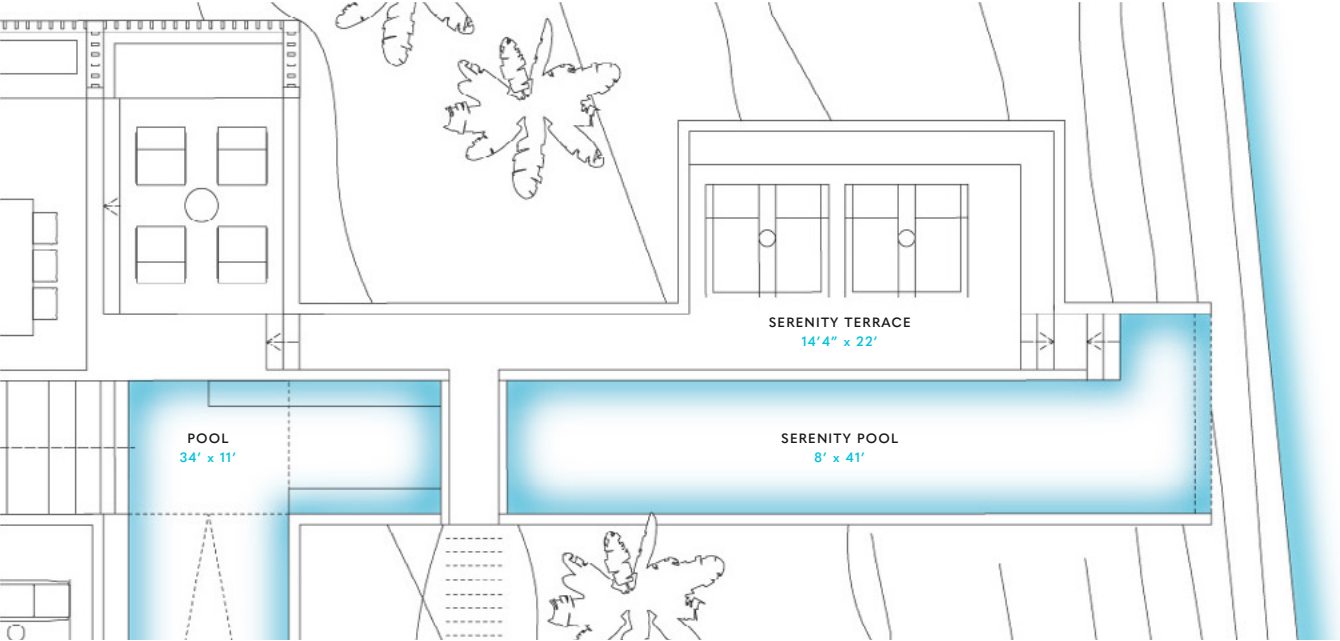 SERENITY TERRACE
14’4” x 22’
POOL
34’ x 11’
SERENITY POOL
8’ x 41’